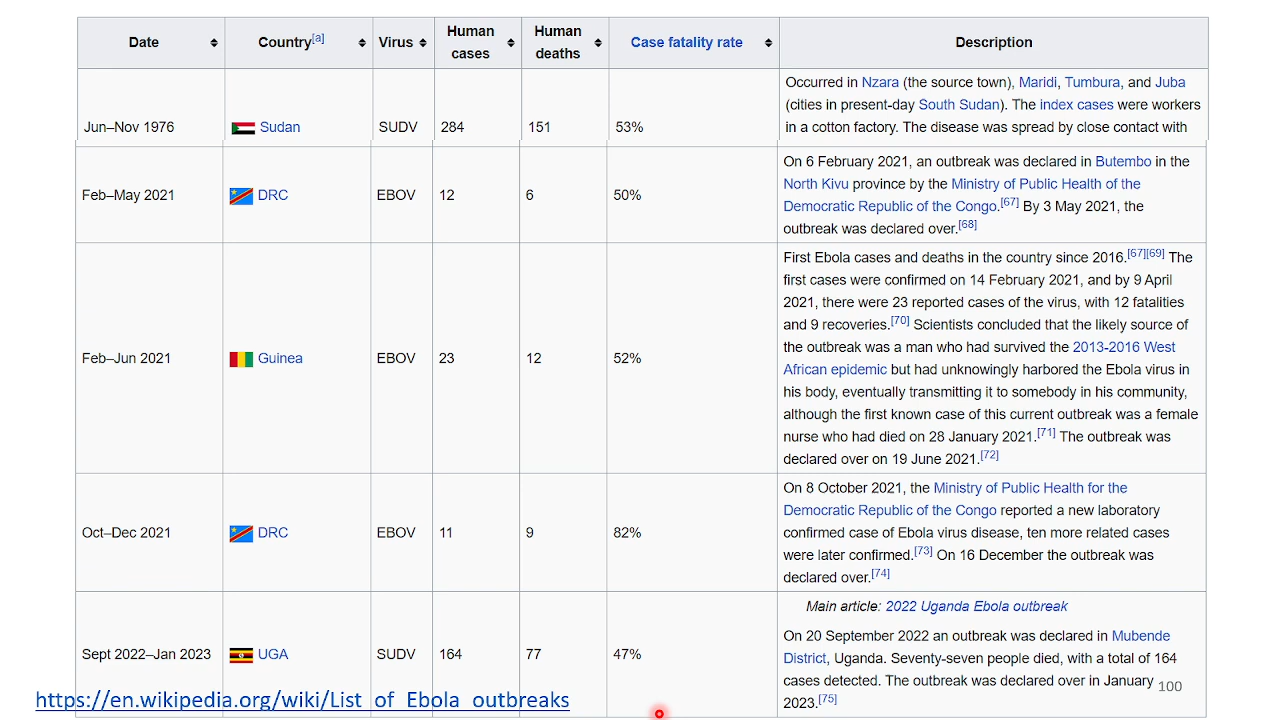 Date Country[a] Virus Human cases Human deaths Case fatality rate Description
Jun–Nov 1976 Sudan SUDV 284 151 53%
Occurred in Nzara (the source town), Maridi, Tumbura, and Juba
(cities in present-day South Sudan). The index cases were workers
in a cotton factory. The disease was spread by close contact with
Feb–May 2021 DRC EBOV 12 6 50%
On 6 February 2021, an outbreak was declared in Butembo in the
North Kivu province by the Ministry of Public Health of the
Democratic Republic of the Congo.[67] By 3 May 2021, the
outbreak was declared over.[68]
Feb–Jun 2021 Guinea EBOV 23 12 52%
First Ebola cases and deaths in the country since 2016.[67][69] The
first cases were confirmed on 14 February 2021, and by 9 April
2021, there were 23 reported cases of the virus, with 12 fatalities
and 9 recoveries.[70] Scientists concluded that the likely source of
the outbreak was a man who had survived the 2013-2016 West
African epidemic but had unknowingly harbored the Ebola virus in
his body, eventually transmitting it to somebody in his community,
although the first known case of this current outbreak was a female
nurse who had died on 28 January 2021.[71] The outbreak was
declared over on 19 June 2021.[72]
Oct–Dec 2021 DRC EBOV 11 9 82%
On 8 October 2021, the Ministry of Public Health for the
Democratic Republic of the Congo reported a new laboratory
confirmed case of Ebola virus disease, ten more related cases
were later confirmed.[73] On 16 December the outbreak was
declared over.[74]
Sept 2022–Jan 2023 UGA SUDV 164 77 47%
Main article: 2022 Uganda Ebola outbreak
On 20 September 2022 an outbreak was declared in Mubende
District, Uganda. Seventy-seven people died, with a total of 164
cases detected. The outbreak was declared over in January
2023.[75]
100
https://en.wikipedia.org/wiki/List_of_Ebola_outbreaks